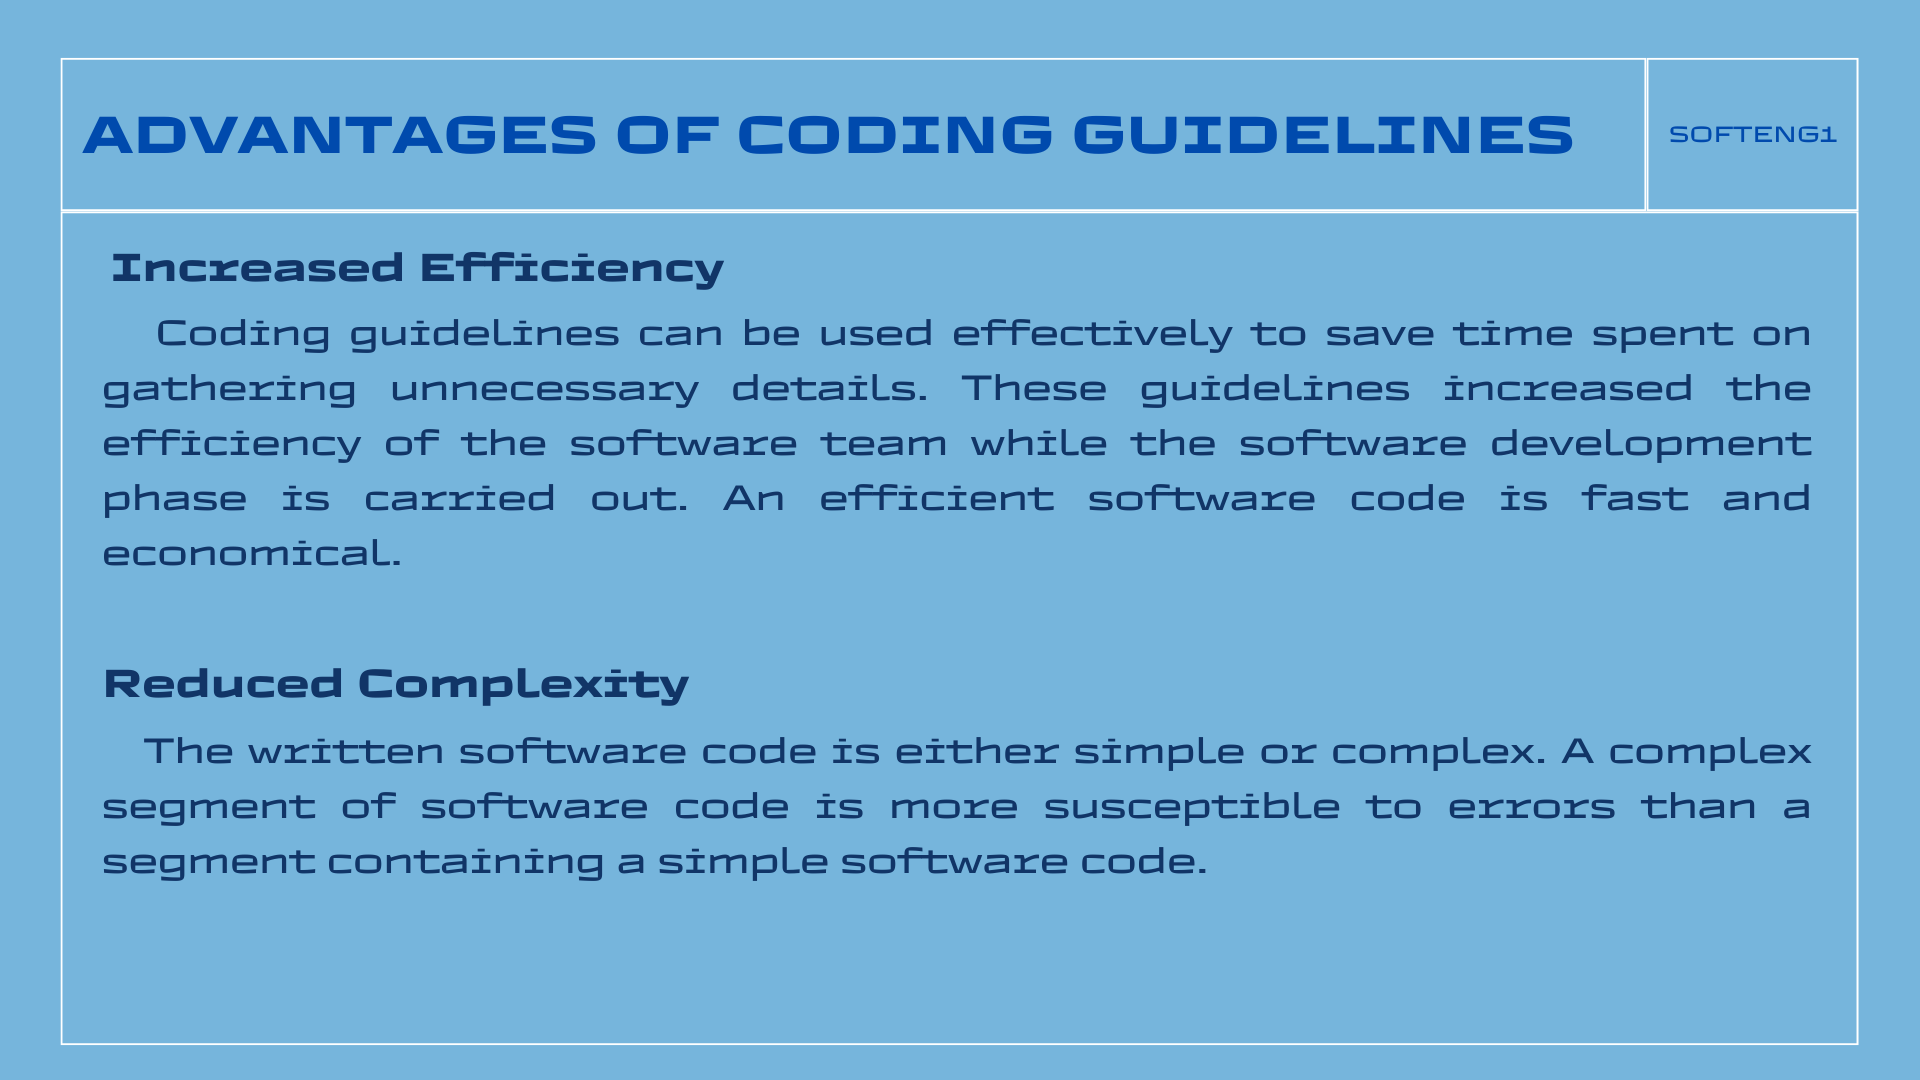 ADVANTAGES OF CODING GUIDELINES
SOFTENG1
Increased Efficiency
Coding guidelines can be used effectively to save time spent on
gathering unnecessary details. These guidelines increased the
efficiency of the software team while the software development
phase is carried out. An efficient software code is fast and
economical.
Reduced Complexity
The written software code is either simple or complex. A complex
segment of software code is more susceptible to errors than a
segment containing a simple software code.